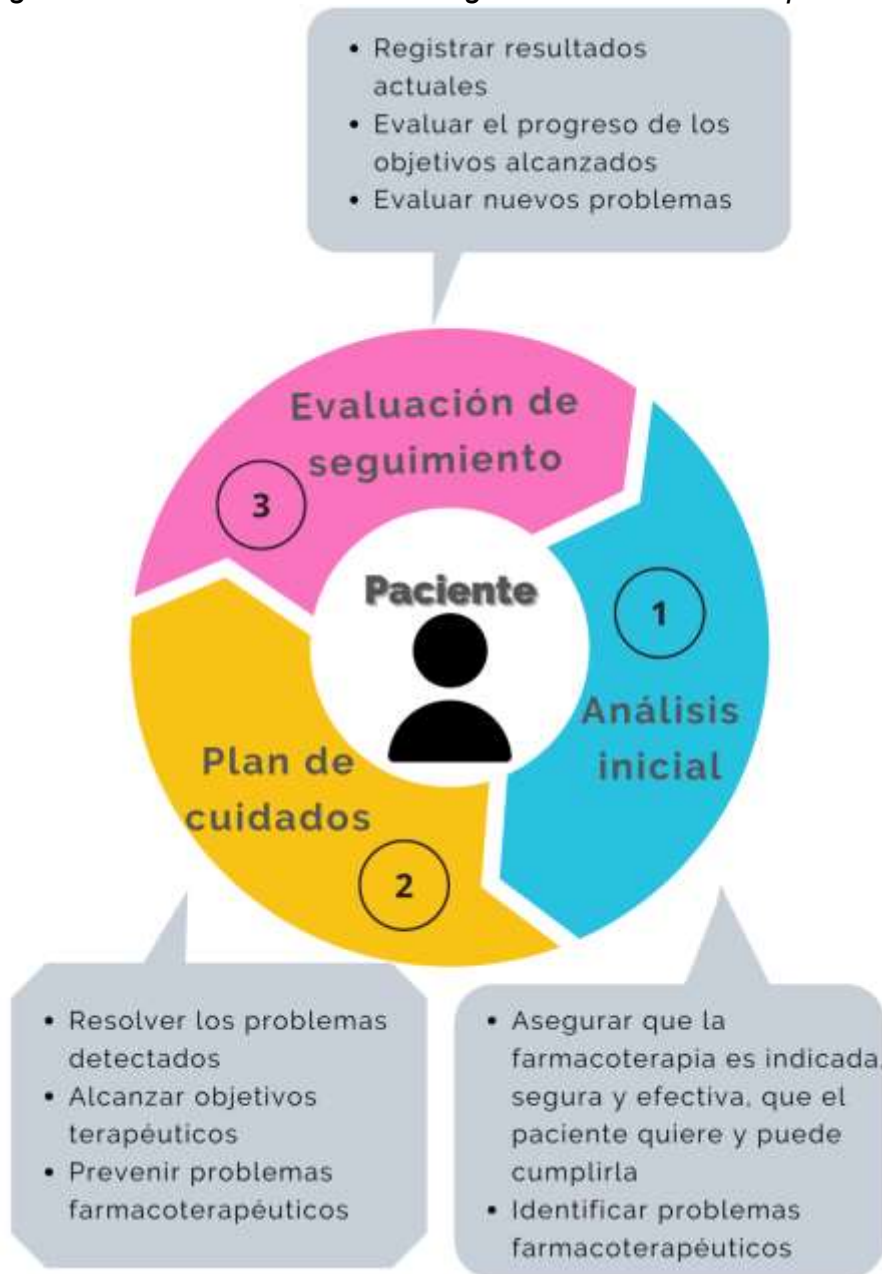 • Registrar resultados
actuales
• Evaluar el progreso de los
objetivos alcanzados
• Evaluar nuevos problemas
Evaluación de
seguimiento
3
Paciente
1
Análisis
inicial
Plan de
cuidados
2
• Resolver los problemas
detectados
• Alcanzar objetivos
terapéuticos
• Prevenir problemas
farmacoterapéuticos
• Asegurar que la
farmacoterapia es indicada,
segura y efectiva, que el
paciente quiere y puede
cumplirla
• Identificar problemas
farmacoterapéuticos